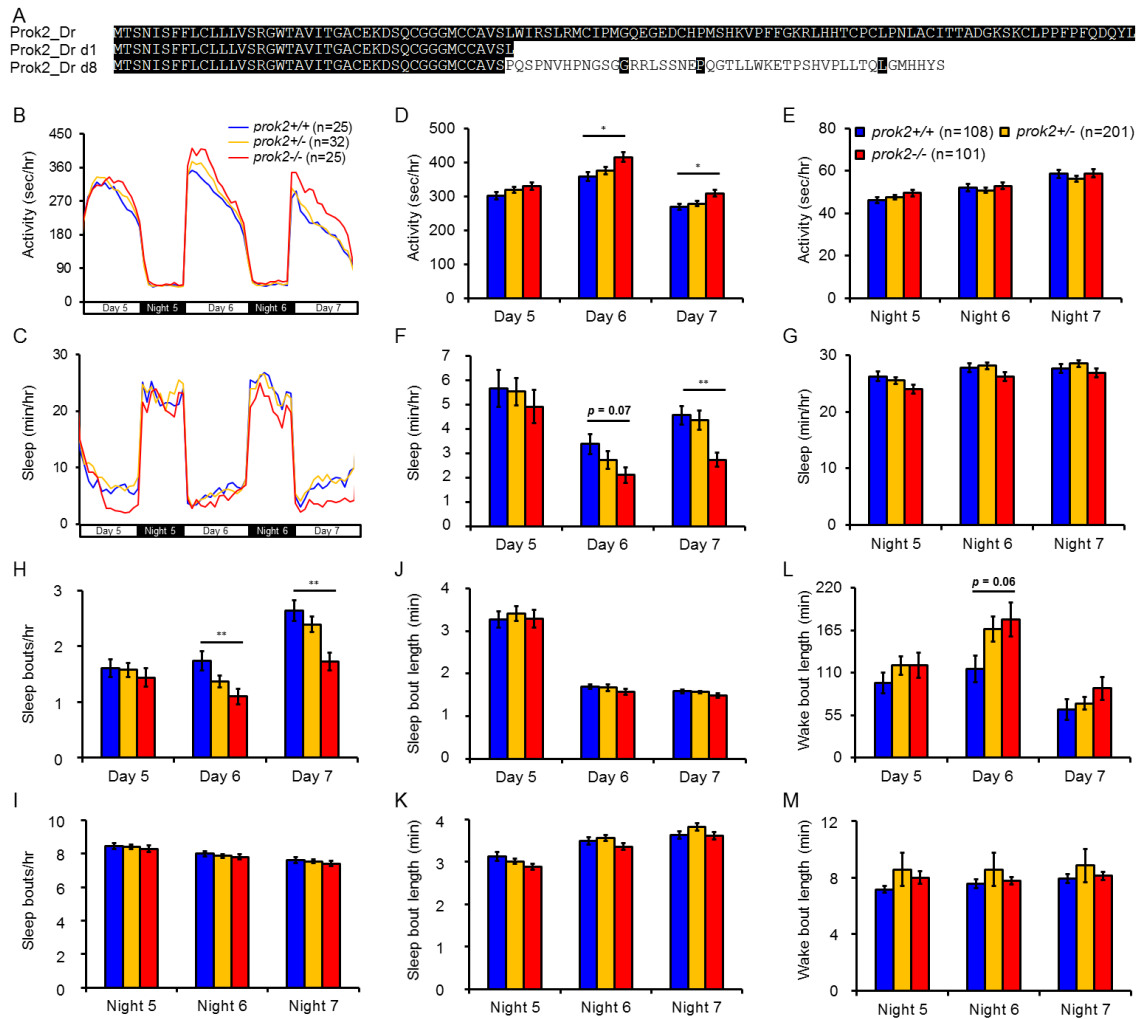 A
Prok2_Dr MTSNISFFLCLLLVSRGWTAVITGACEKDSQCGGGMCCAVSLWIRSLRMCIPMGQEGEDCHPMSHKVPFFGKRLHHTCPCLPNLACITTADGKSKCLPPFPFQDQYL
Prok2_Dr d1 MTSNISFFLCLLLVSRGWTAVITGACEKDSQCGGGMCCAVSL
Prok2_Dr d8 MTSNISFFLCLLLVSRGWTAVITGACEKDSQCGGGMCCAVSPQSPNVHPNGSGGRRLSSNEPQGTLLWKETPSHVPLLTQLGMHHYS
B
Activity (sec/hr)
450
360
270
180
90
0
prok2+/+ (n=25)
prok2+/- (n=32)
prok2-/- (n=25)
Day 5 Night 5 Day 6 Night 6 Day 7
D
Activity (sec/hr)
500
400
300
200
100
0
*
*
Day 5 Day 6 Day 7
E
Activity (sec/hr)
80
60
40
20
0
prok2+/+ (n=108) prok2+/- (n=201)
prok2-/- (n=101)
Night 5 Night 6 Night 7
C
Sleep (min/hr)
30
20
10
0
Day 5 Night 5 Day 6 Night 6 Day 7
F
Sleep (min/hr)
7
6
5
4
3
2
1
0
p = 0.07
**
Day 5 Day 6 Day 7
G
Sleep (min/hr)
30
20
10
0
Night 5 Night 6 Night 7
H
Sleep bouts/hr
3
2
1
0
**
**
Day 5 Day 6 Day 7
J
Sleep bout length (min)
4
3
2
1
0
Day 5 Day 6 Day 7
L
Wake bout length (min)
220
165
110
55
0
p = 0.06
Day 5 Day 6 Day 7
I
Sleep bouts/hr
10
8
6
4
2
0
Night 5 Night 6 Night 7
K
Sleep bout length (min)
4
3
2
1
0
Night 5 Night 6 Night 7
M
Wake bout length (min)
12
8
4
0
Night 5 Night 6 Night 7